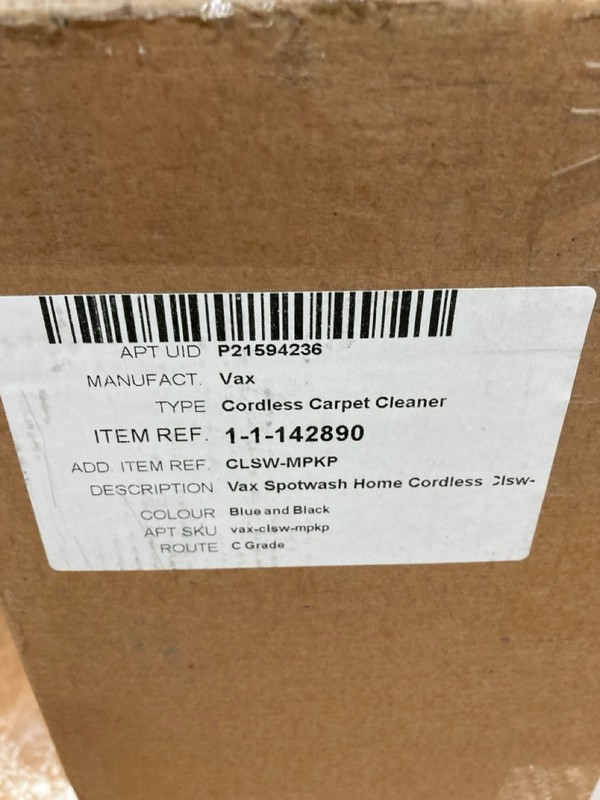 APT UID P21594236
MANUFACT. Vax
TYPE Cordless Carpet Cleaner
ITEM REF. 1-1-142890
ADD. ITEM REF. CLSW-MPKP
DESCRIPTION Vax Spotwash Home Cordless Clsw-
COLOUR Blue and Black
APT SKU vax-clsw-mpkp
ROUTE C Grade